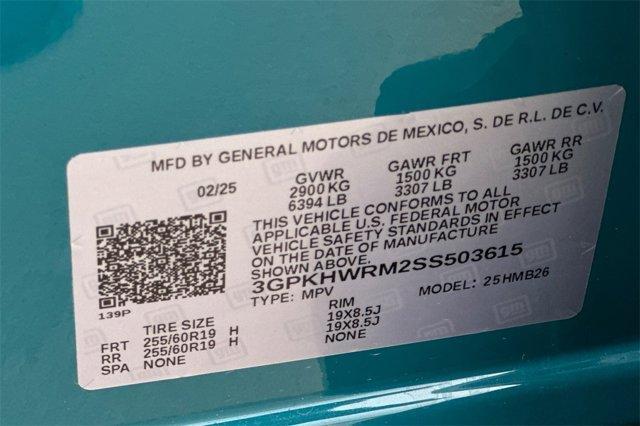 MFD BY GENERAL MOTORS DE MEXICO, S. DE R.L. DE C.V.
02/25 GVWR GAWR FRT GAWR RR
2900 KG 1500 KG 1500 KG
6394 LB 3307 LB 3307 LB
THIS VEHICLE CONFORMS TO ALL
APPLICABLE U.S. FEDERAL MOTOR
VEHICLE SAFETY STANDARDS IN EFFECT
ON THE DATE OF MANUFACTURE
SHOWN ABOVE.
3GPKHWRM2SS503615
TYPE: MPV MODEL: 25HMB26
139P
TIRE SIZE RIM
FRT 255/60R19 H 19X8.5J
RR 255/60R19 H 19X8.5J
SPA NONE NONE